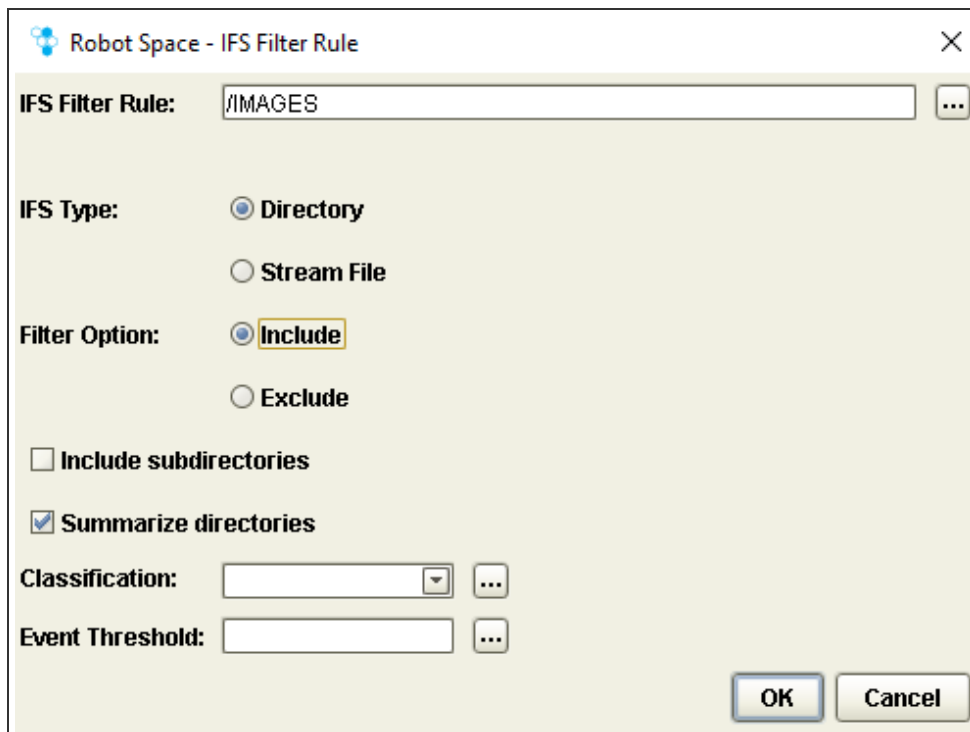 Robot Space - IFS Filter Rule
IFS Filter Rule: /IMAGES ...
IFS Type: Directory
Stream File
Filter Option: Include
Exclude
Include subdirectories
Summarize directories
Classification: ...
Event Threshold: ...
OK Cancel